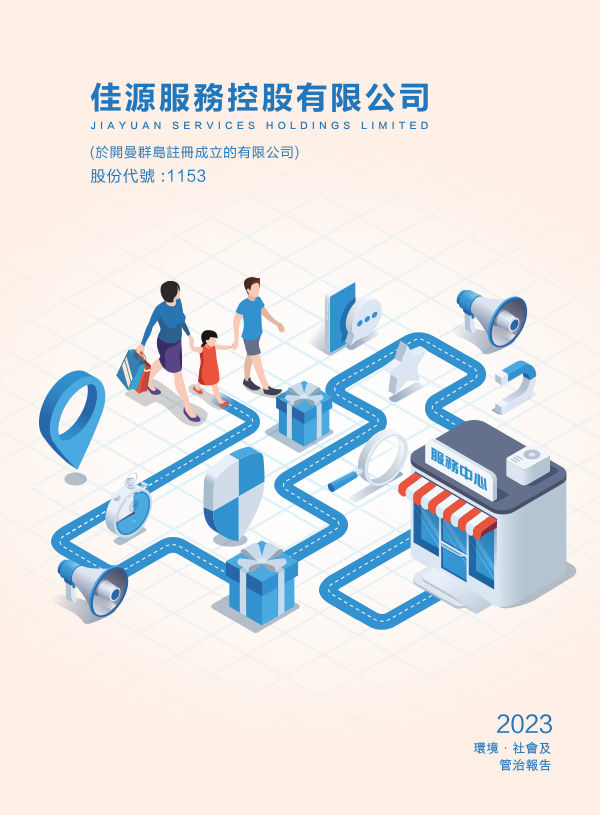 佳源服務控股有限公司
JIAYUAN SERVICES HOLDINGS LIMITED
(於開曼群島註冊成立的有限公司)
股份代號 :1153
服務中心
2023
環境 · 社會及
管治報告